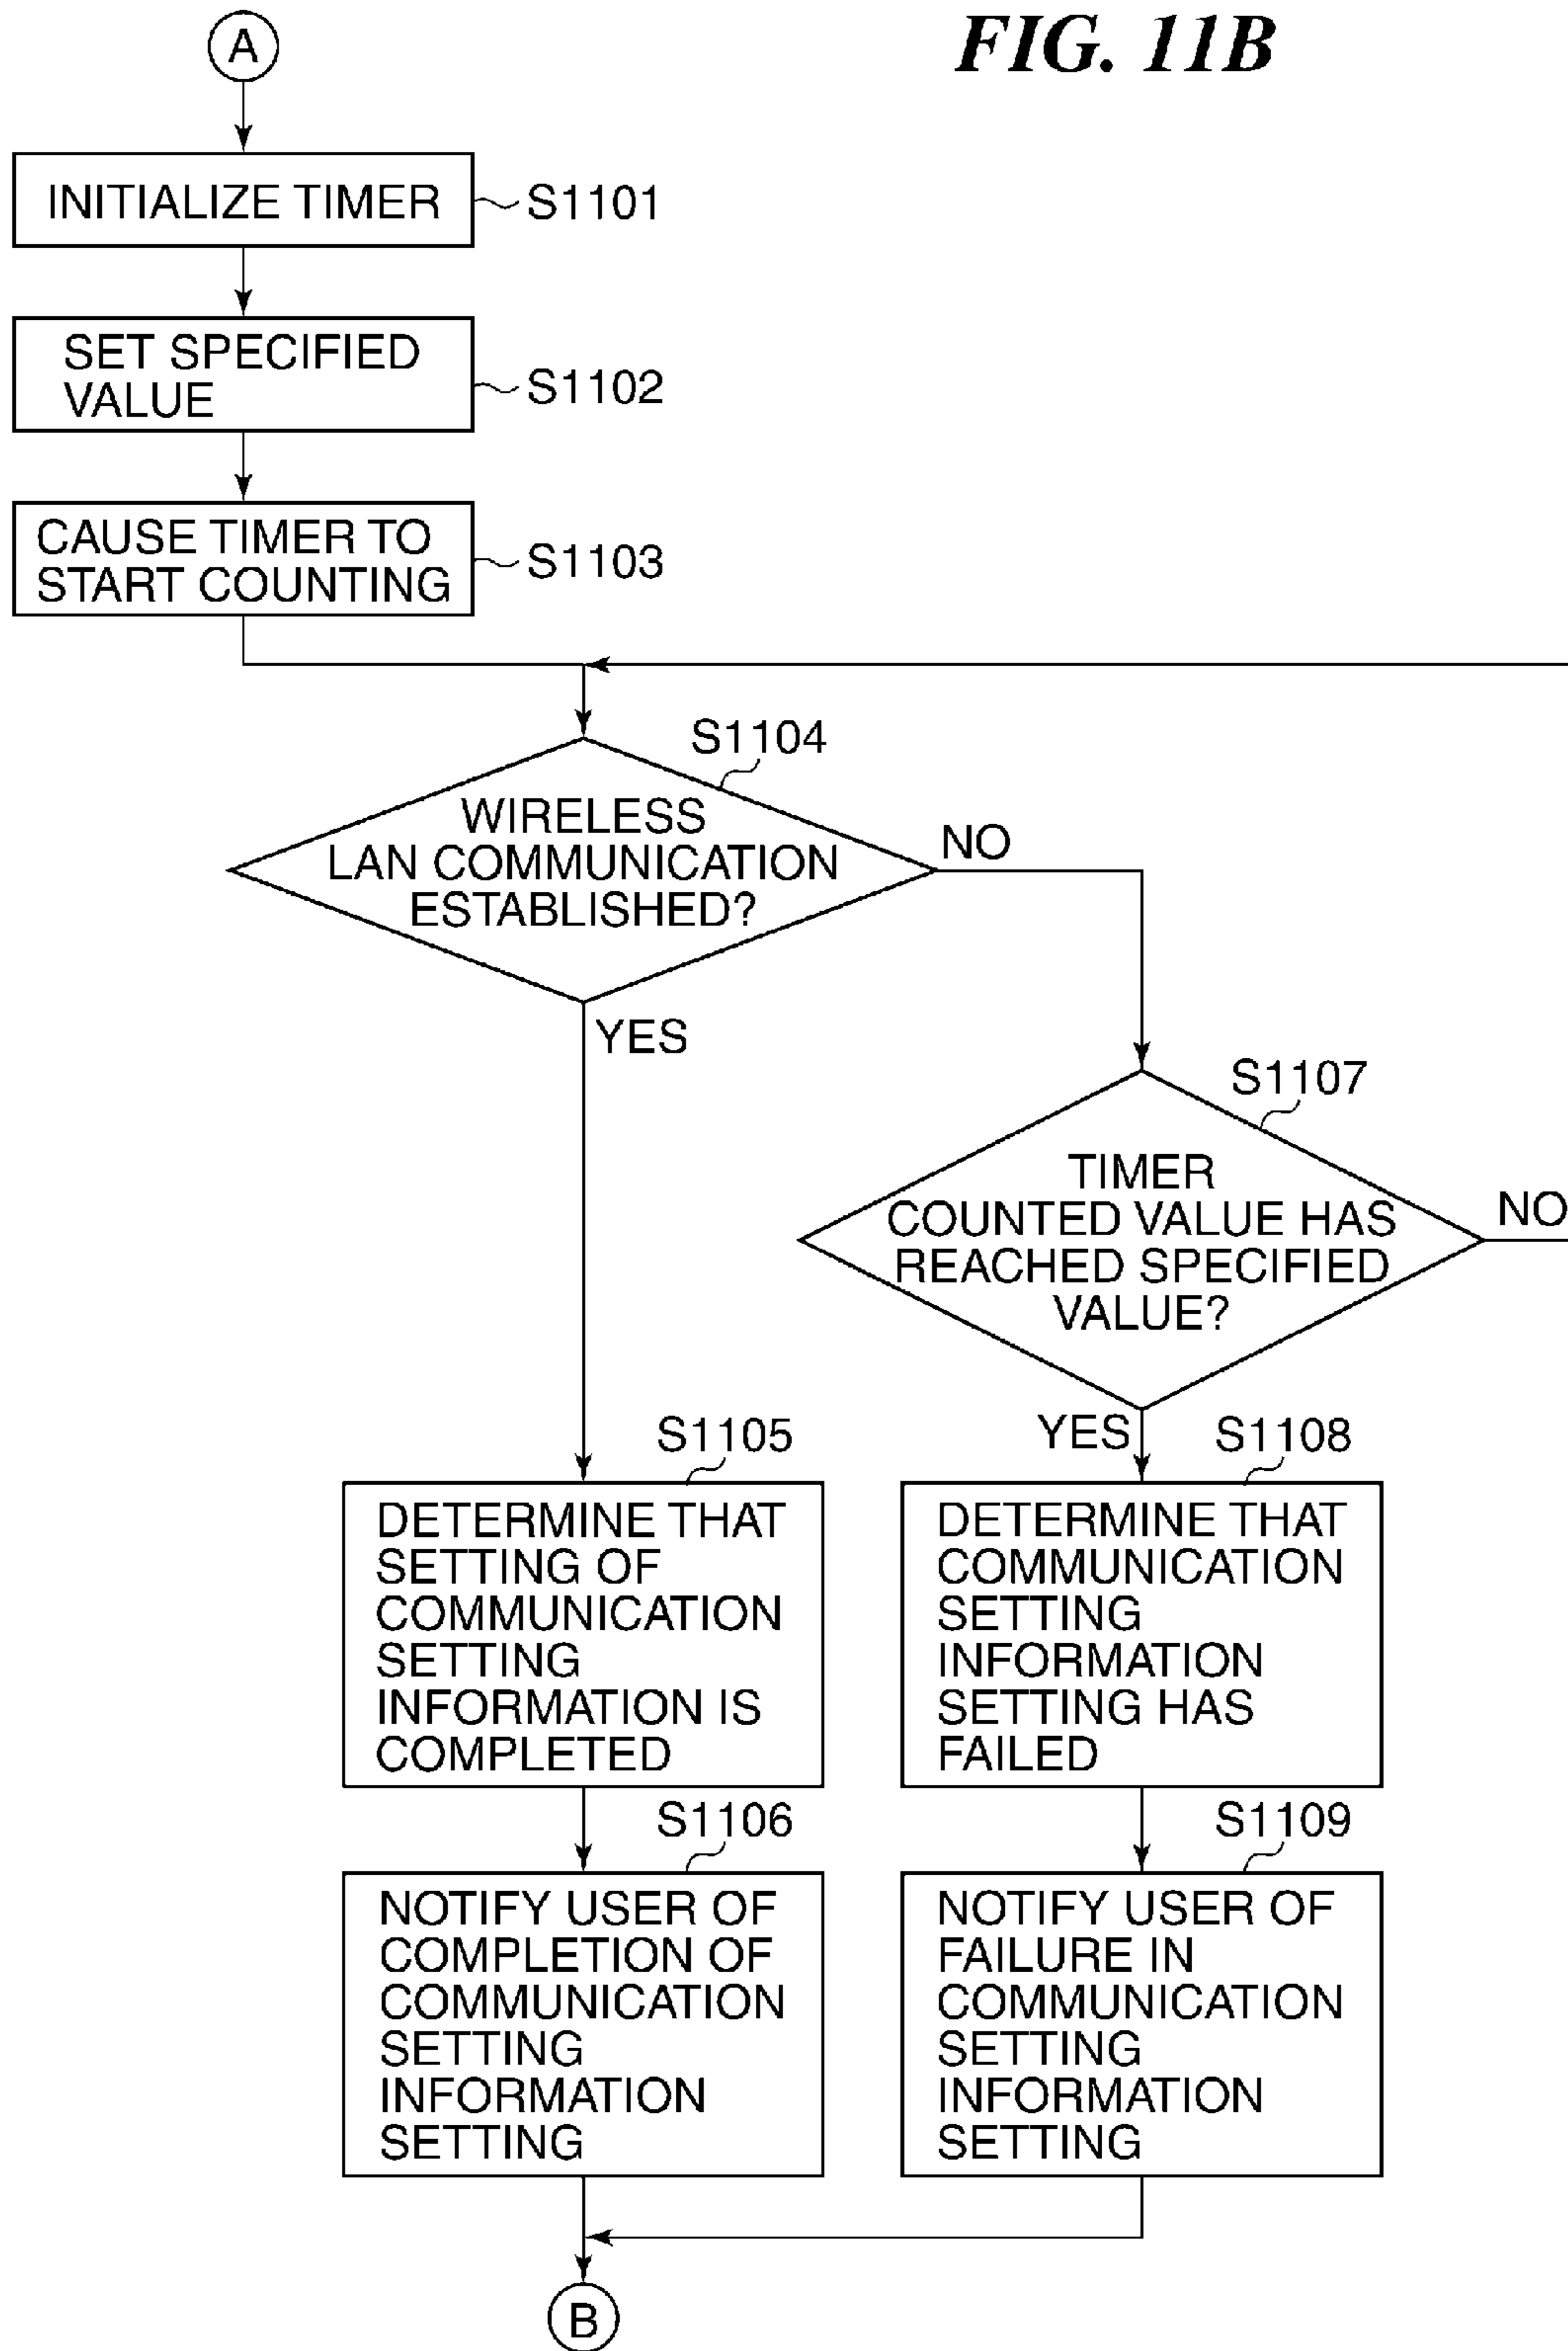 FIG. 11B
A
INITIALIZE TIMER
S1101
SET SPECIFIED
VALUE
S1102
CAUSE TIMER TO
START COUNTING
S1103
S1104
WIRELESS
LAN COMMUNICATION
ESTABLISHED?
NO
YES
S1107
TIMER
COUNTED VALUE HAS
REACHED SPECIFIED
VALUE?
NO
YES
S1105
DETERMINE THAT
SETTING OF
COMMUNICATION
SETTING
INFORMATION IS
COMPLETED
S1108
DETERMINE THAT
COMMUNICATION
SETTING
INFORMATION
SETTING HAS
FAILED
S1106
NOTIFY USER OF
COMPLETION OF
COMMUNICATION
SETTING
INFORMATION
SETTING
S1109
NOTIFY USER OF
FAILURE IN
COMMUNICATION
SETTING
INFORMATION
SETTING
B